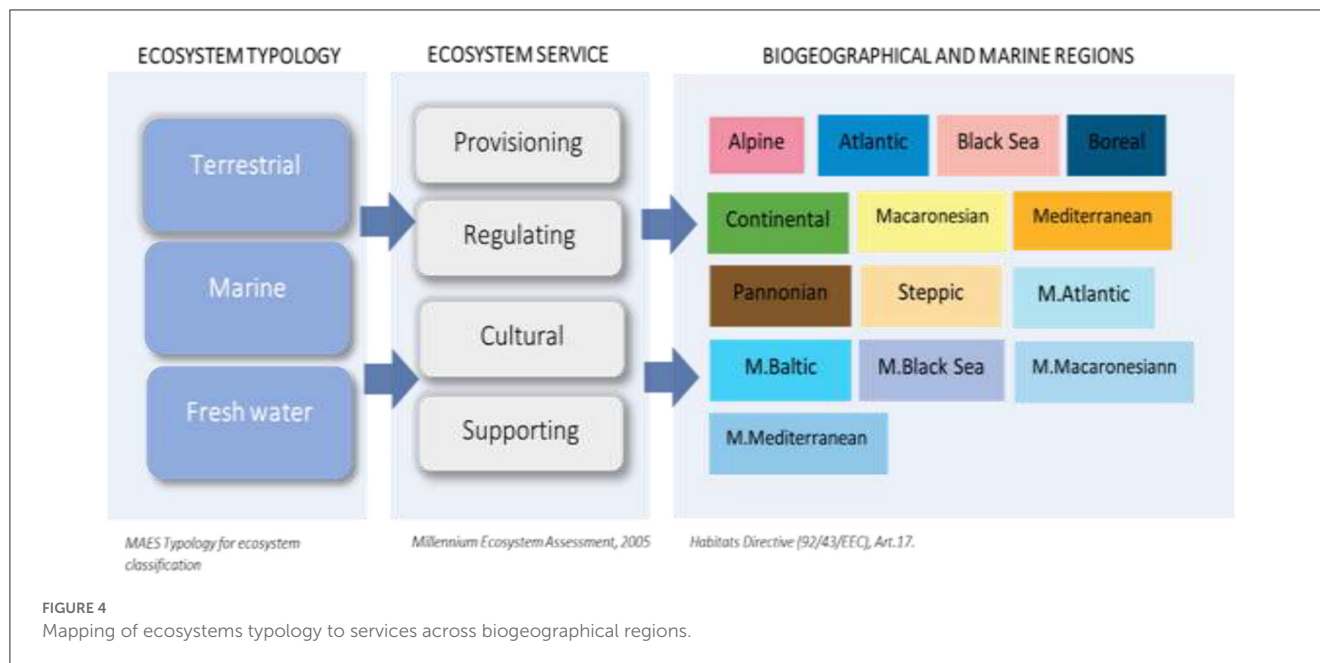 ECOSYSTEM TYPOLOGY
ECOSYSTEM SERVICE
BIOGEOGRAPHICAL AND MARINE REGIONS
Terrestrial
Marine
Fresh water
Provisioning
Regulating
Cultural
Supporting
Alpine
Atlantic
Black Sea
Boreal
Continental
Macaronesian
Mediterranean
Pannonian
Steppic
M.Atlantic
M.Baltic
M.Black Sea
M.Macaronesiann
M.Mediterranean
MAES Typology for ecosystem
classification
Millennium Ecosystem Assessment, 2005
Habitats Directive (92/43/EEC), Art.17.
FIGURE 4
Mapping of ecosystems typology to services across biogeographical regions.